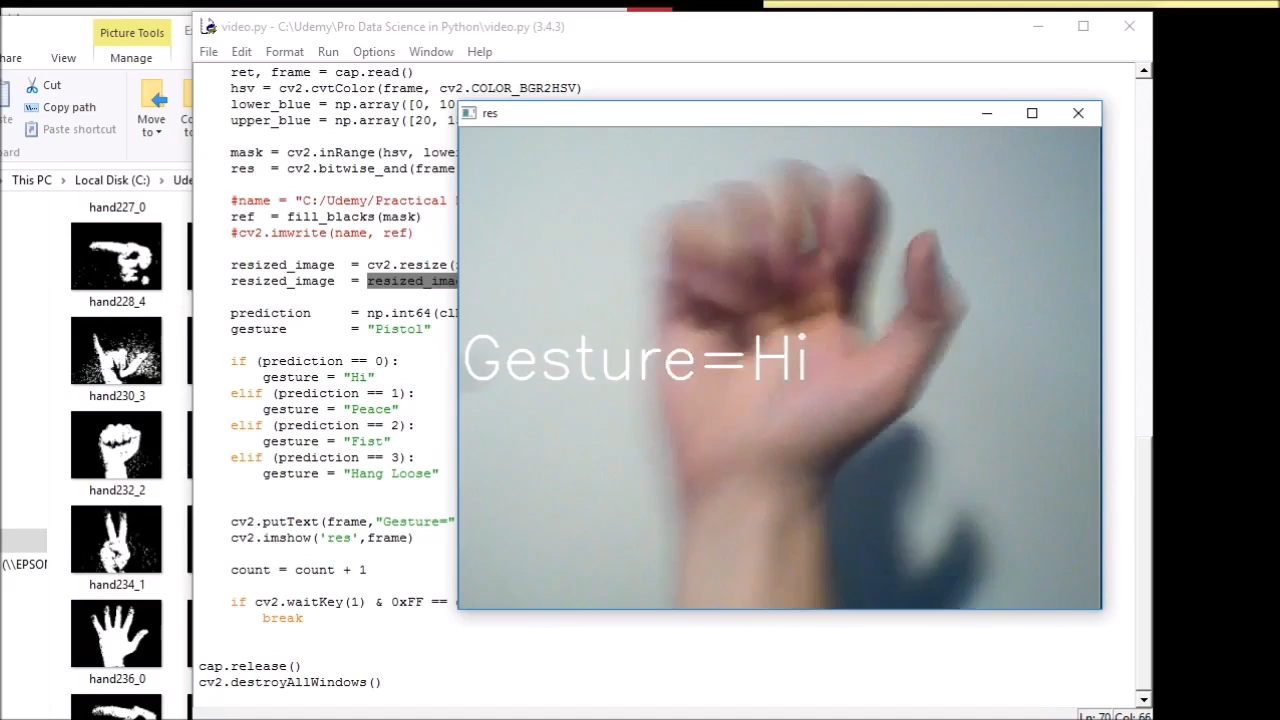 Picture Tools
video.py - C:\Udemy\Pro Data Science in Python\video.py (3.4.3)
View
Manage
File Edit Format Run Options Window Help
Cut
Copy path
Paste shortcut
Move
to
This PC > Local Disk (C:) >
hand227_0
hand228_4
hand230_3
hand232_2
hand234_1
hand236_0
ret, frame = cap.read()
hsv = cv2.cvtColor(frame, cv2.COLOR_BGR2HSV)
lower_blue = np.array([0, 10
upper_blue = np.array([20, 1
mask = cv2.inRange(hsv, lowe
res = cv2.bitwise_and(frame
#name = "C:/Udemy/Practical
ref = fill_blacks(mask)
#cv2.imwrite(name, ref)
resized_image = cv2.resize(
resized_image = resized_ima
prediction = np.int64(cl
gesture = "Pistol"
if (prediction == 0):
gesture = "Hi"
elif (prediction == 1):
gesture = "Peace"
elif (prediction == 2):
gesture = "Fist"
elif (prediction == 3):
gesture = "Hang Loose"
cv2.putText(frame,"Gesture="
cv2.imshow('res',frame)
count = count + 1
if cv2.waitKey(1) & 0xFF ==
break
cap.release()
cv2.destroyAllWindows()
res
Gesture=Hi
Ln: 70 Col: 66